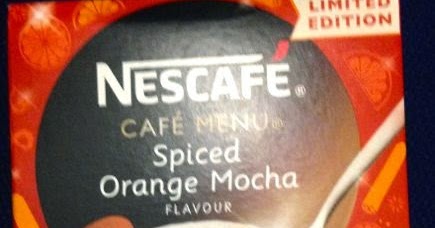 LIMITED
EDITION
NESCAFÉ®
CAFÉ MENU®
Spiced
Orange Mocha
FLAVOUR